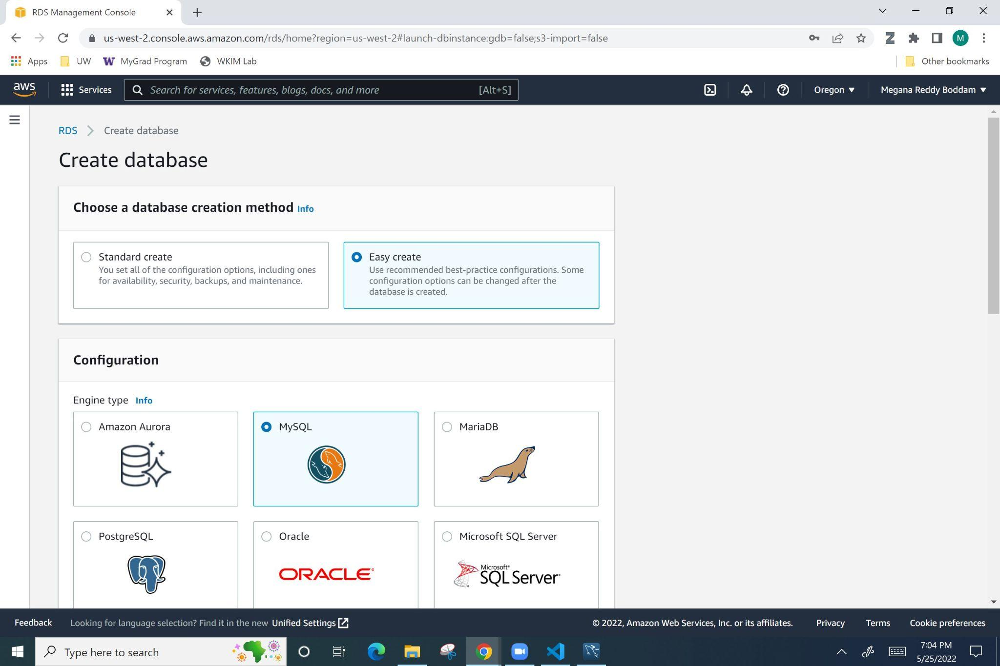 RDS Management Console
us-west-2.console.aws.amazon.com/rds/home?region=us-west-2#launch-dbinstance:gdb=false;s3-import=false
M
Apps
UW
W MyGrad Program
WKIM Lab
Other bookmarks
aws
Services
Search for services, features, blogs, docs, and more
[Alt+S]
Oregon
Megana Reddy Boddam
RDS
Create database
Create database
Choose a database creation method Info
Standard create
You set all of the configuration options, including ones
for availability, security, backups, and maintenance.
Easy create
Use recommended best-practice configurations. Some
configuration options can be changed after the
database is created.
Configuration
Engine type Info
Amazon Aurora
MySQL
MariaDB
PostgreSQL
Oracle
ORACLE
Microsoft SQL Server
Microsoft®
SQL Server
Feedback
Looking for language selection? Find it in the new Unified Settings
© 2022, Amazon Web Services, Inc. or its affiliates.
Privacy
Terms
Cookie preferences
Type here to search
7:04 PM
5/25/2022